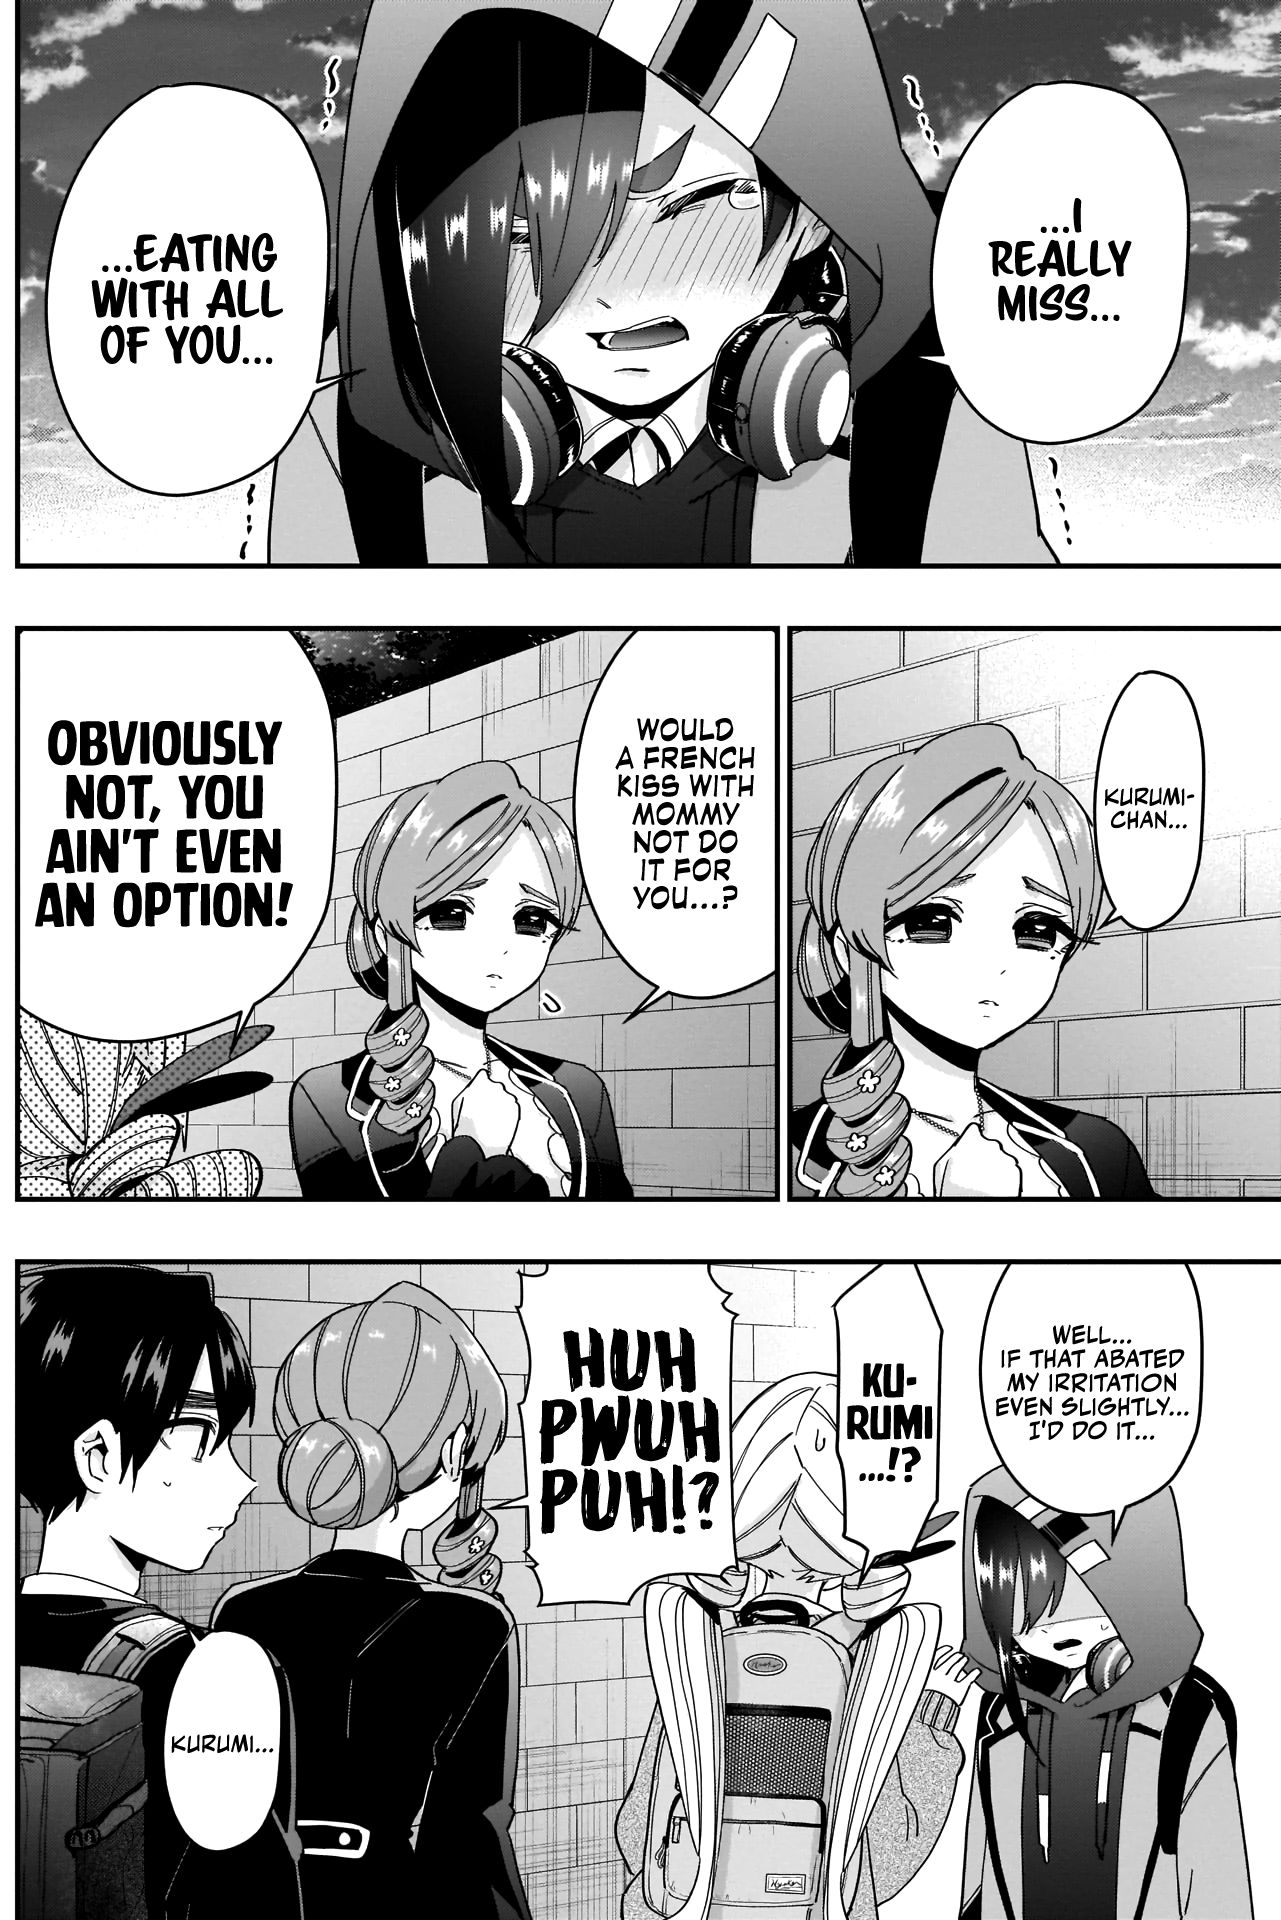 ...I
REALLY
MISS...
...EATING
WITH ALL
OF YOU...
KURUMI-
CHAN...
WOULD
A FRENCH
KISS WITH
MOMMY
NOT DO
IT FOR
YOU...?
OBVIOUSLY
NOT, YOU
AIN'T EVEN
AN OPTION!
WELL...
IF THAT ABATED
MY IRRITATION
EVEN SLIGHTLY...
I'D DO IT...
KU-
RUMI
...!?
HUH
PWUH
PUH!?
KURUMI...